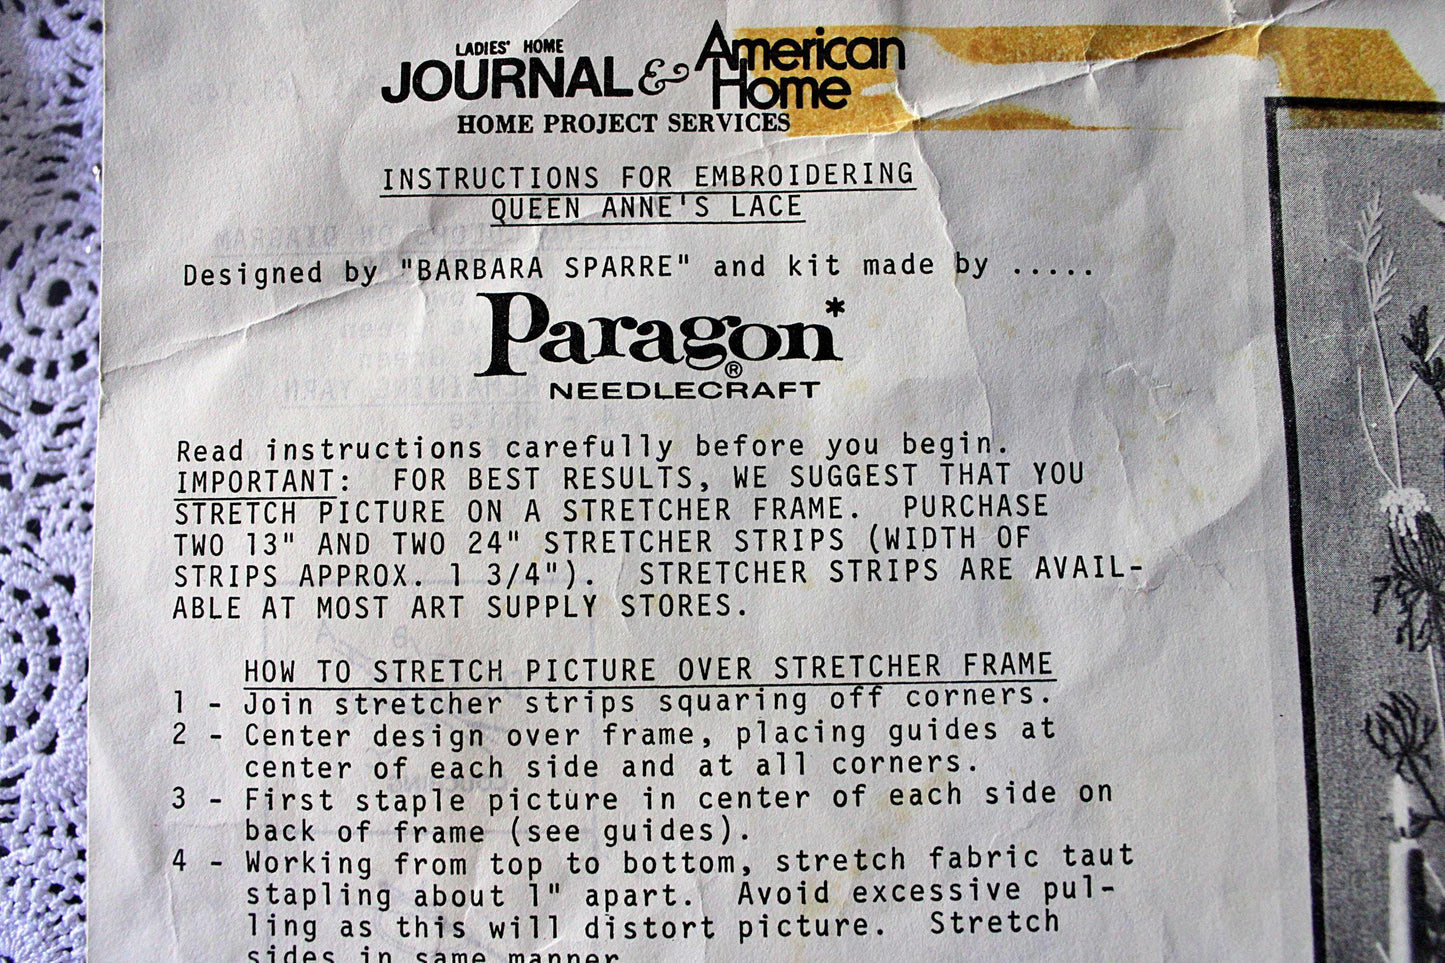 LADIES' HOME
JOURNAL & American Home
HOME PROJECT SERVICES
INSTRUCTIONS FOR EMBROIDERING
QUEEN ANNE'S LACE
Designed by "BARBARA SPARRE" and kit made by .....
Paragon*®
NEEDLECRAFT
Read instructions carefully before you begin.
IMPORTANT:  FOR BEST RESULTS, WE SUGGEST THAT YOU
STRETCH PICTURE ON A STRETCHER FRAME.  PURCHASE
TWO 13" AND TWO 24" STRETCHER STRIPS (WIDTH OF
STRIPS APPROX. 1 3/4").  STRETCHER STRIPS ARE AVAIL-
ABLE AT MOST ART SUPPLY STORES.
HOW TO STRETCH PICTURE OVER STRETCHER FRAME
1 - Join stretcher strips squaring off corners.
2 - Center design over frame, placing guides at
center of each side and at all corners.
3 - First staple picture in center of each side on
back of frame (see guides).
4 - Working from top to bottom, stretch fabric taut
stapling about 1" apart.  Avoid excessive pul-
ling as this will distort picture.  Stretch
sides in same manner